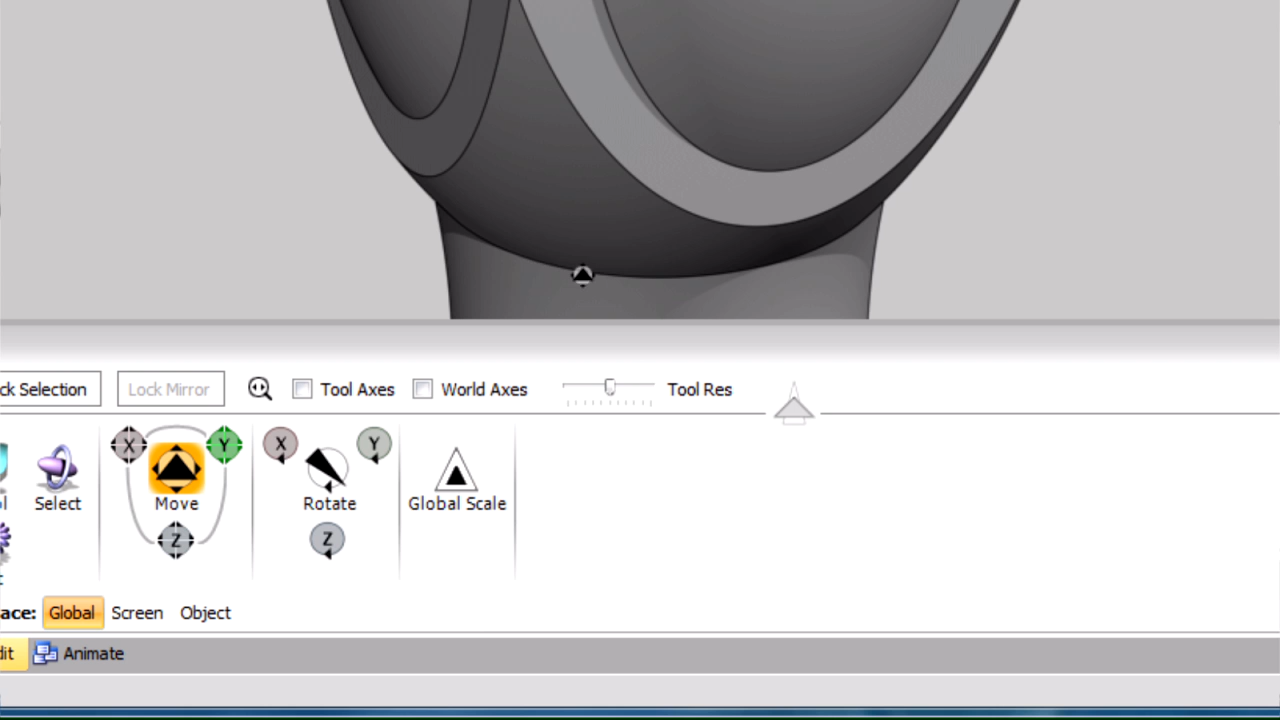 ck Selection Lock Mirror Tool Axes World Axes Tool Res
X Y X Y
Select Move Rotate Global Scale
Z Z
ace: Global Screen Object
dit Animate